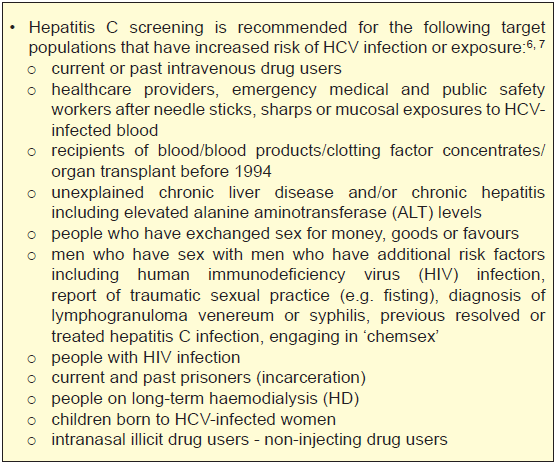 • Hepatitis C screening is recommended for the following target
populations that have increased risk of HCV infection or exposure:6, 7
o current or past intravenous drug users
o healthcare providers, emergency medical and public safety
workers after needle sticks, sharps or mucosal exposures to HCV-
infected blood
o recipients of blood/blood products/clotting factor concentrates/
organ transplant before 1994
o unexplained chronic liver disease and/or chronic hepatitis
including elevated alanine aminotransferase (ALT) levels
o people who have exchanged sex for money, goods or favours
o men who have sex with men who have additional risk factors
including human immunodeficiency virus (HIV) infection,
report of traumatic sexual practice (e.g. fisting), diagnosis of
lymphogranuloma venereum or syphilis, previous resolved or
treated hepatitis C infection, engaging in ‘chemsex’
o people with HIV infection
o current and past prisoners (incarceration)
o people on long-term haemodialysis (HD)
o children born to HCV-infected women
o intranasal illicit drug users - non-injecting drug users